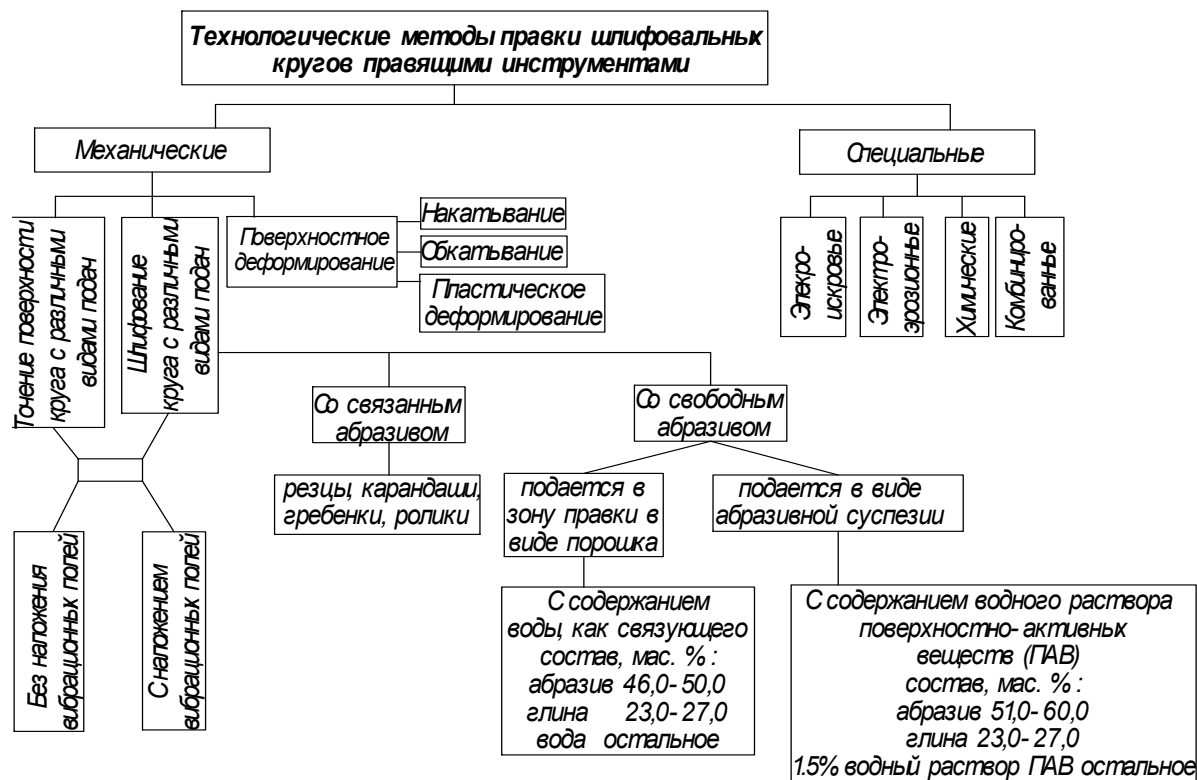 Технологические методы правки шлифовальных
кругов правящими инструментами
Механические
Специальные
Точение поверхности
круга с различными
видами подач
Шлифование
круга с различными
видами подач
Поверхностное
деформирование
Накатывание
Обкатывание
Пластическое
деформирование
Элекро-
искровые
Электро-
эрозионные
Химические
Комбиниро-
ванные
Со связанным
абразивом
Со свободным
абразивом
резцы, карандаши,
гребенки, ролики
подается в
зону правки в
виде порошка
подается в виде
абразивной суспезии
Без наложения
вибрационных полей
С наложением
вибрационных полей
С содержанием
воды, как связующего
состав, мас. % :
абразив 46,0- 50,0
глина 23,0- 27,0
вода остальное
С содержанием водного раствора
поверхностно- активных
веществ (ПАВ)
состав, мас. % :
абразив 51,0- 60,0
глина 23,0- 27,0
1.5% водный раствор ПАВ остальное